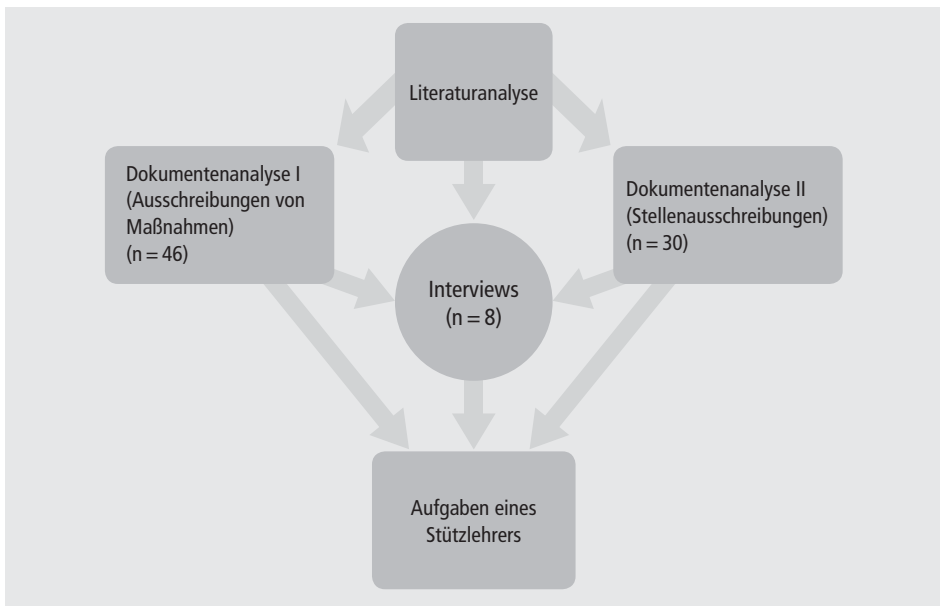 Literaturanalyse
Dokumentenanalyse I
(Ausschreibungen von
Maßnahmen)
(n = 46)
Dokumentenanalyse II
(Stellenausschreibungen)
(n = 30)
Interviews
(n = 8)
Aufgaben eines
Stützlehrers